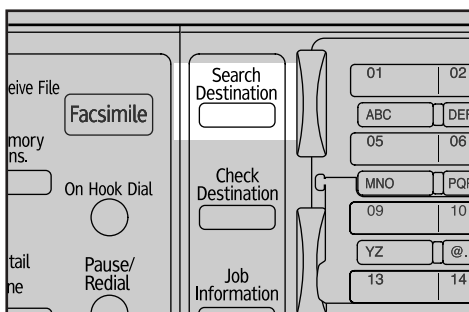 Search
Destination
eive File
Facsimile
mory
ns.
On Hook Dial
Check
Destination
tail
ne
Pause/
Redial
Job
Information
01 02
ABC DEF
05 06
MNO PQR
09 10
YZ @.
13 14